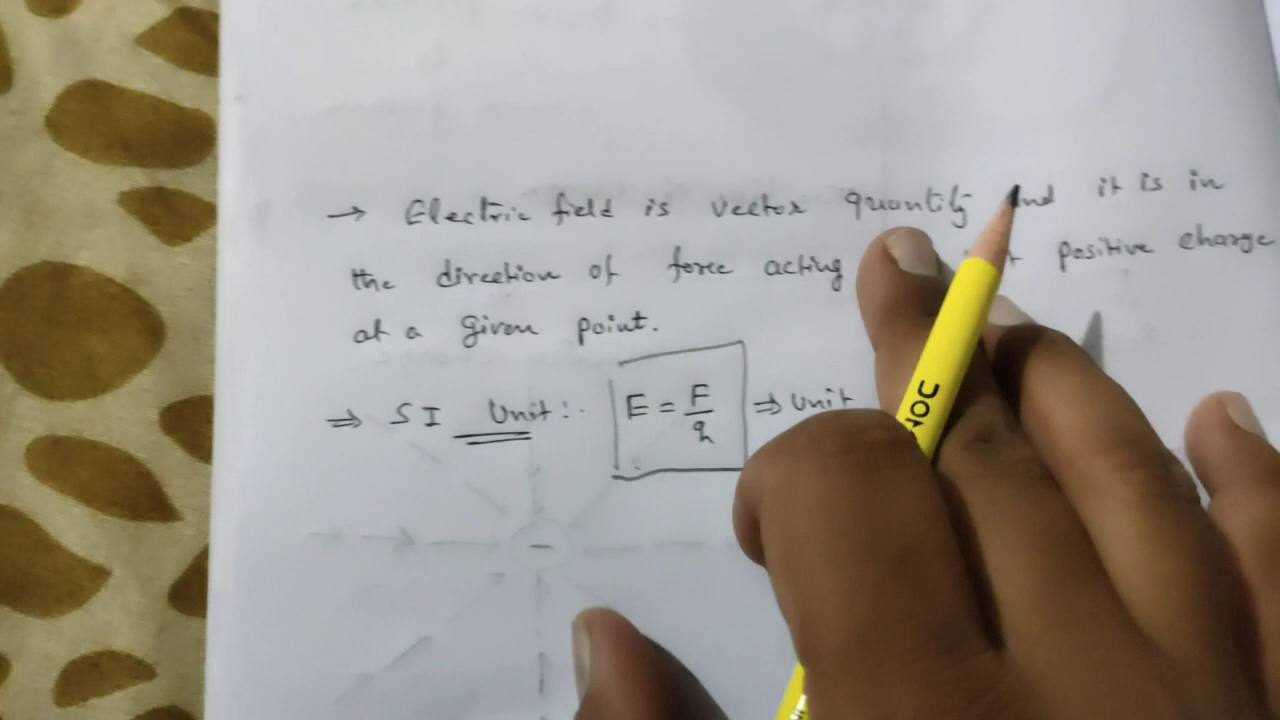 → Electric field is vector quantity and it is in
the direction of force acting positive charge
at a given point.
⇒ SI Unit :- E = F/q ⇒ Unit